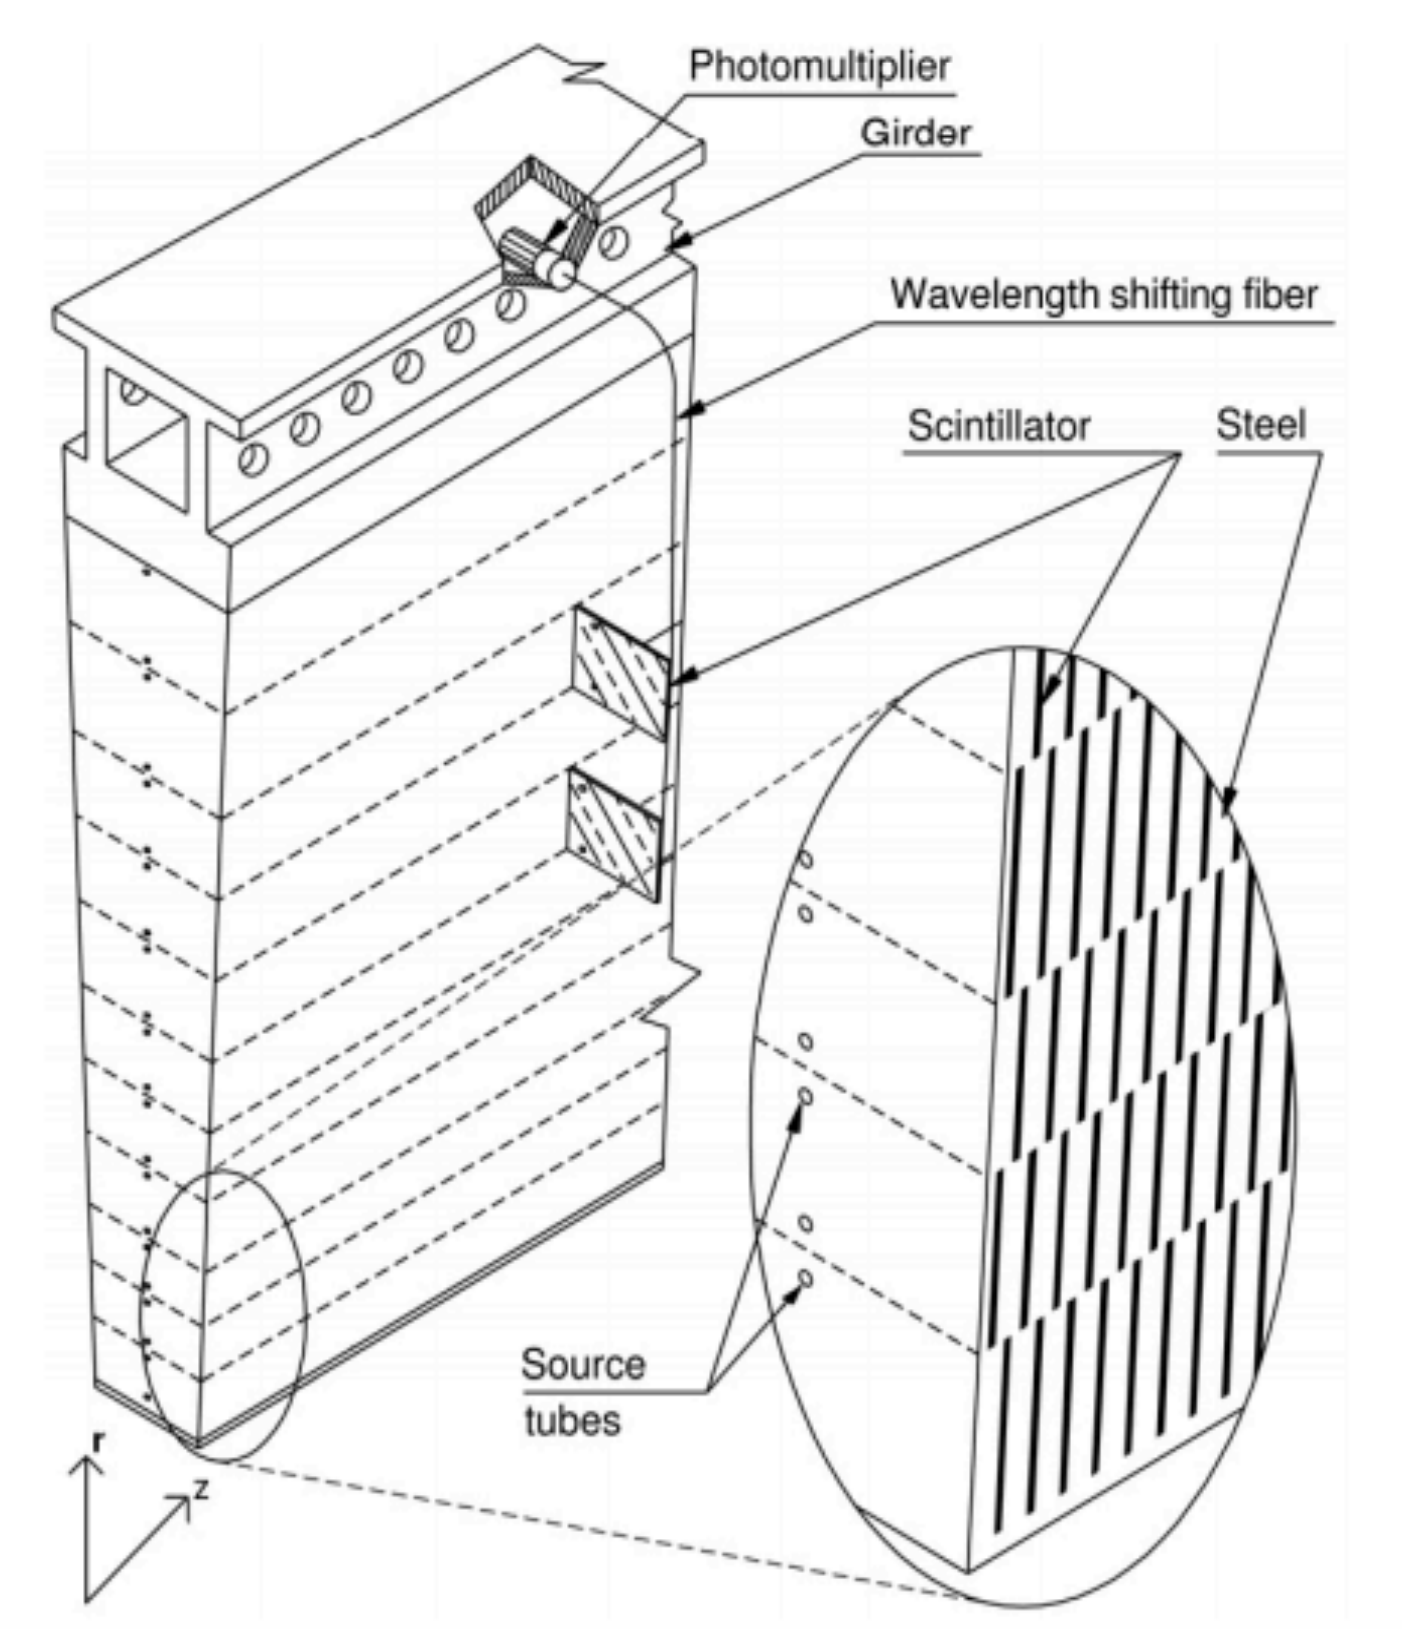 Photomultiplier
Girder
Wavelength shifting fiber
Scintillator
Steel
Source
tubes
r
z